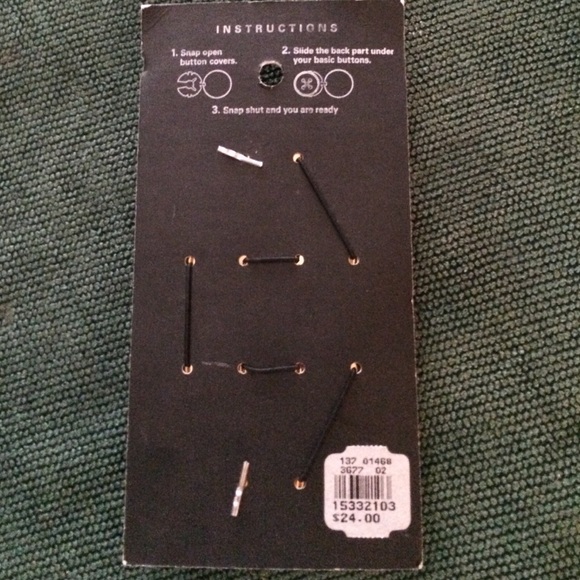 INSTRUCTIONS
1. Snap open
button covers.
2. Slide the back part under
your basic buttons.
3. Snap shut and you are ready
137 01468
3677 02
15332103
$24.00